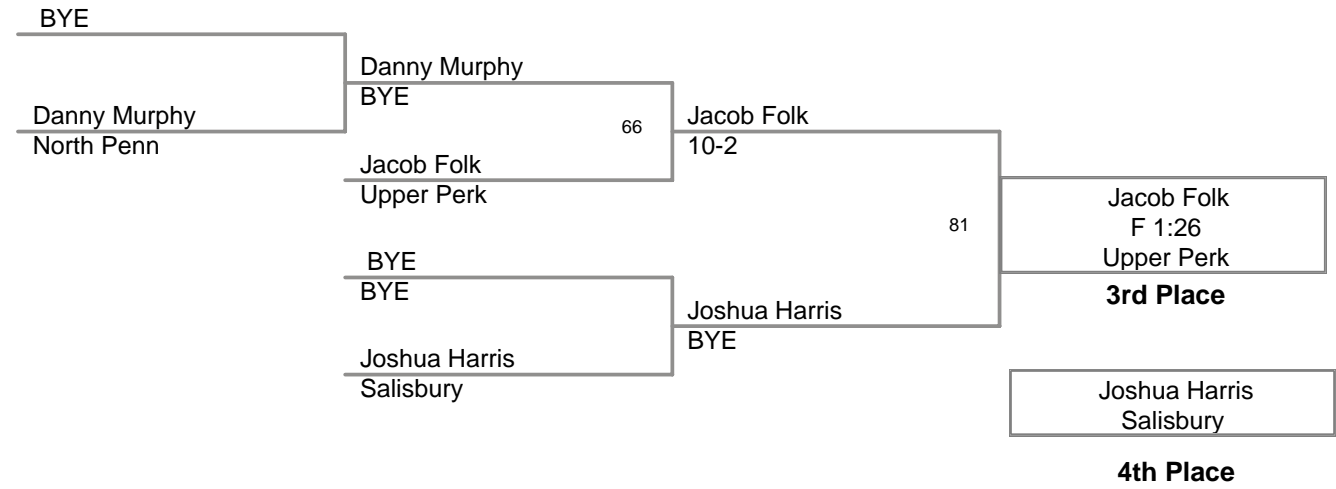 BYE
Danny Murphy
North Penn
Danny Murphy
BYE
Jacob Folk
Upper Perk
BYE
BYE
Joshua Harris
Salisbury
66
Jacob Folk
10-2
Joshua Harris
BYE
81
Jacob Folk
F 1:26
Upper Perk
3rd Place
Joshua Harris
Salisbury
4th Place